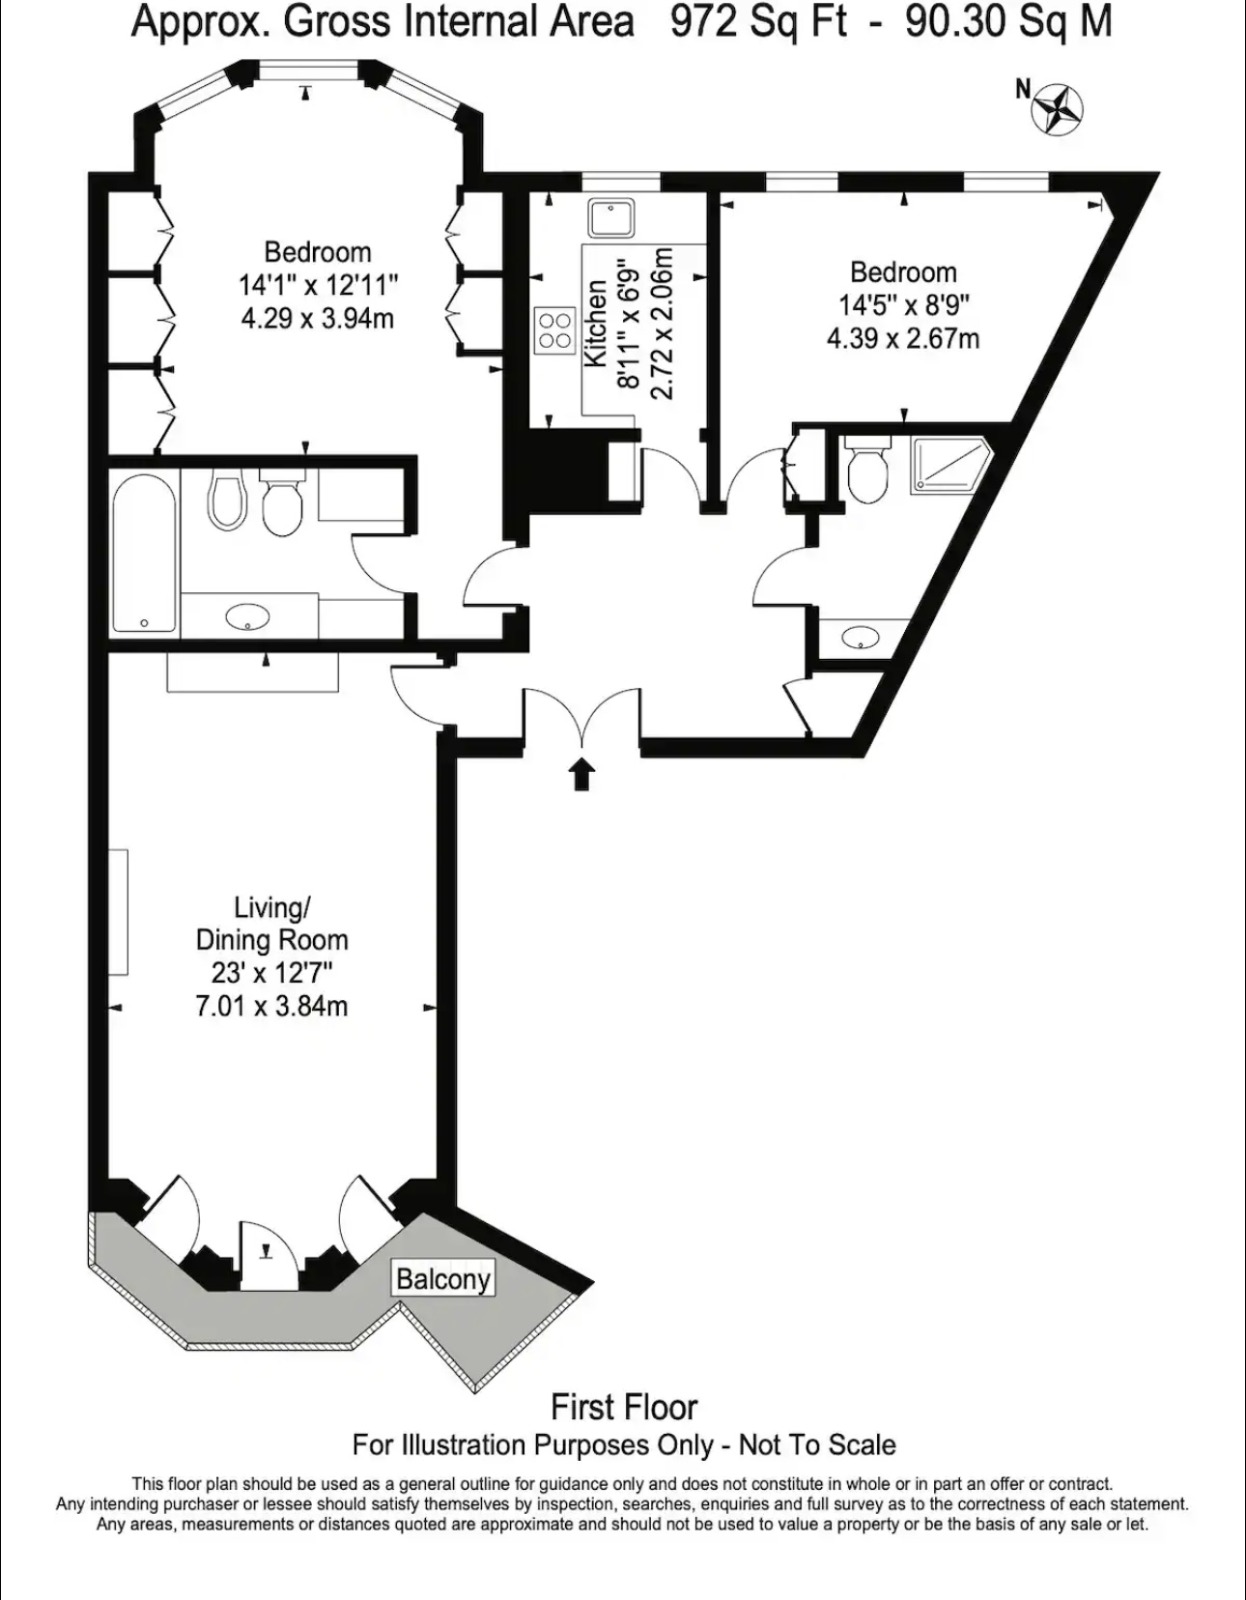 Approx. Gross Internal Area 972 Sq Ft - 90.30 Sq M
N
Bedroom
14'1" x 12'11"
4.29 x 3.94m
Kitchen
8'11" x 6'9"
2.72 x 2.06m
Bedroom
14'5" x 8'9"
4.39 x 2.67m
Living/
Dining Room
23' x 12'7"
7.01 x 3.84m
Balcony
First Floor
For Illustration Purposes Only - Not To Scale
This floor plan should be used as a general outline for guidance only and does not constitute in whole or in part an offer or contract.
Any intending purchaser or lessee should satisfy themselves by inspection, searches, enquiries and full survey as to the correctness of each statement.
Any areas, measurements or distances quoted are approximate and should not be used to value a property or be the basis of any sale or let.